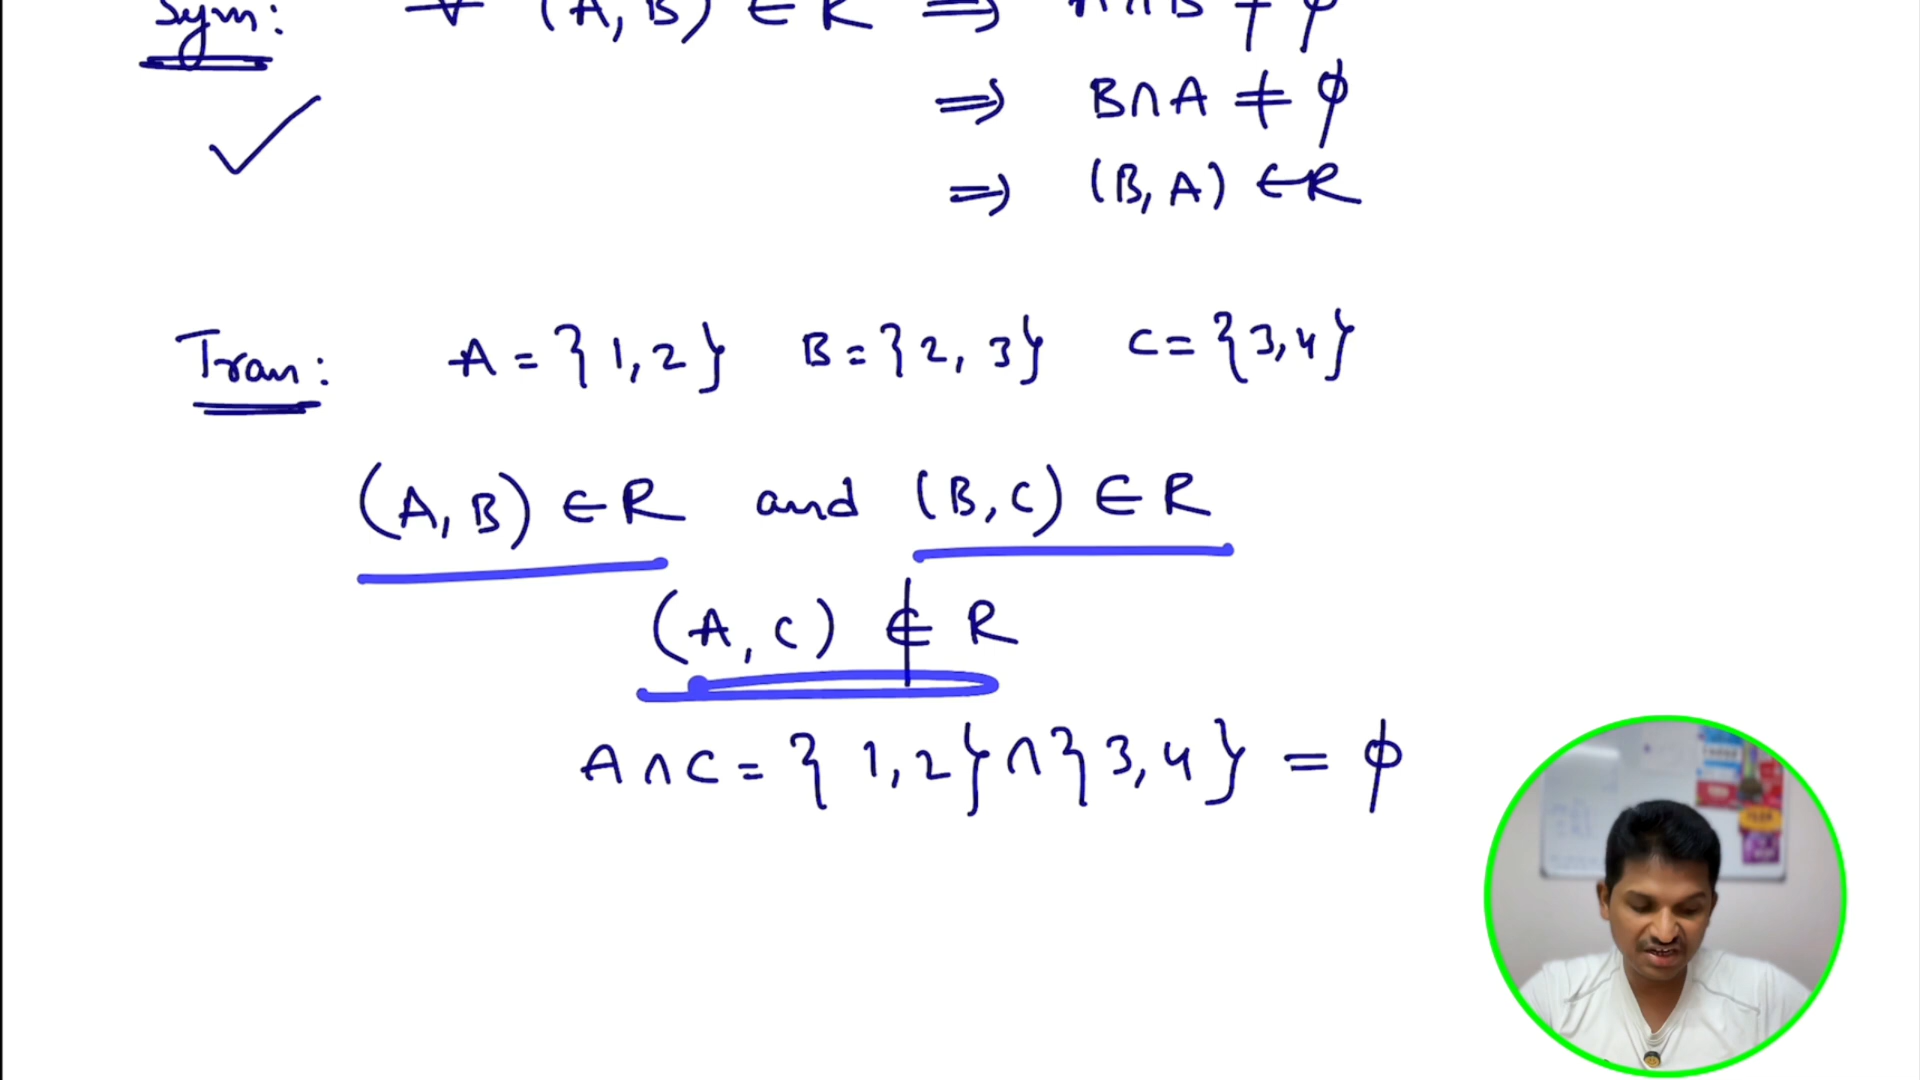 Sym: ∀ (A, B) ∈ R ⟹ A∩B ≠ ϕ
⟹ B∩A ≠ ϕ
⟹ (B, A) ∈ R
Tran: A = {1, 2} B = {2, 3} C = {3, 4}
(A, B) ∈ R and (B, C) ∈ R
(A, C) ∉ R
A ∩ C = {1, 2} ∩ {3, 4} = ϕ